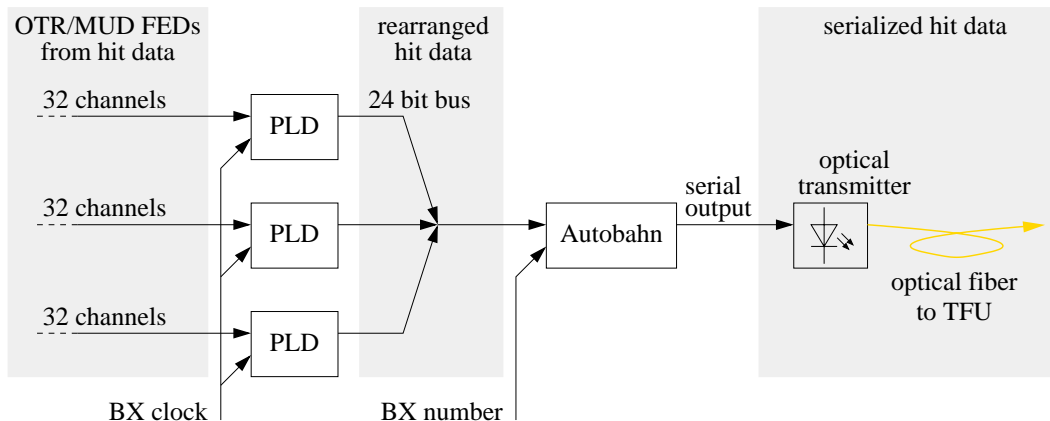 OTR/MUD FEDs
from hit data
rearranged
hit data
serialized hit data
32 channels
24 bit bus
PLD
optical
transmitter
32 channels
PLD
serial
output
Autobahn
optical fiber
to TFU
32 channels
PLD
BX clock
BX number